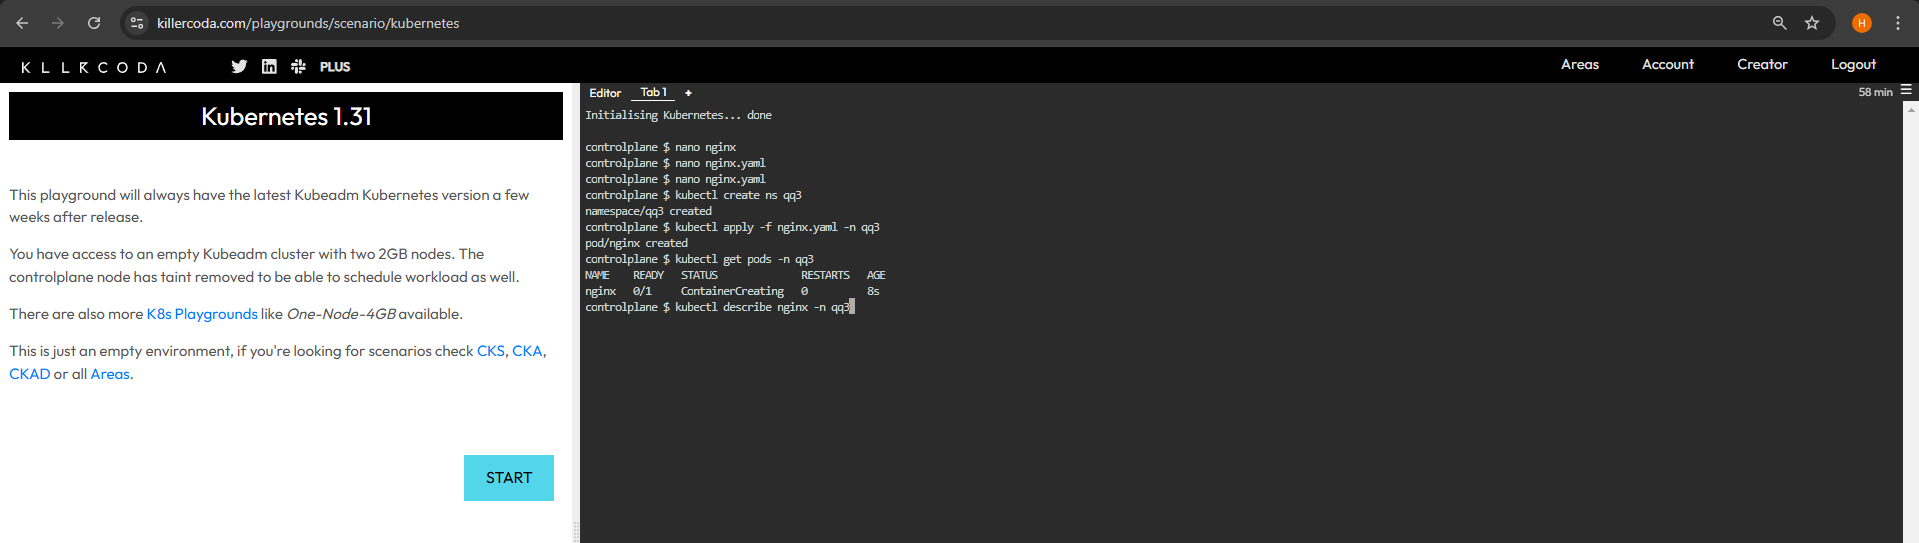 killercoda.com/playgrounds/scenario/kubernetes
H
KLLRCODA
PLUS
Areas
Account
Creator
Logout
Kubernetes 1.31
This playground will always have the latest Kubeadm Kubernetes version a few
weeks after release.
You have access to an empty Kubeadm cluster with two 2GB nodes. The
controlplane node has taint removed to be able to schedule workload as well.
There are also more K8s Playgrounds like One-Node-4GB available.
This is just an empty environment, if you're looking for scenarios check CKS, CKA,
CKAD or all Areas.
START
Editor
Tab 1
+
58 min
Initialising Kubernetes... done
controlplane $ nano nginx
controlplane $ nano nginx.yaml
controlplane $ nano nginx.yaml
controlplane $ kubectl create ns qq3
namespace/qq3 created
controlplane $ kubectl apply -f nginx.yaml -n qq3
pod/nginx created
controlplane $ kubectl get pods -n qq3
NAME READY STATUS RESTARTS AGE
nginx 0/1 ContainerCreating 0 8s
controlplane $ kubectl describe nginx -n qq3